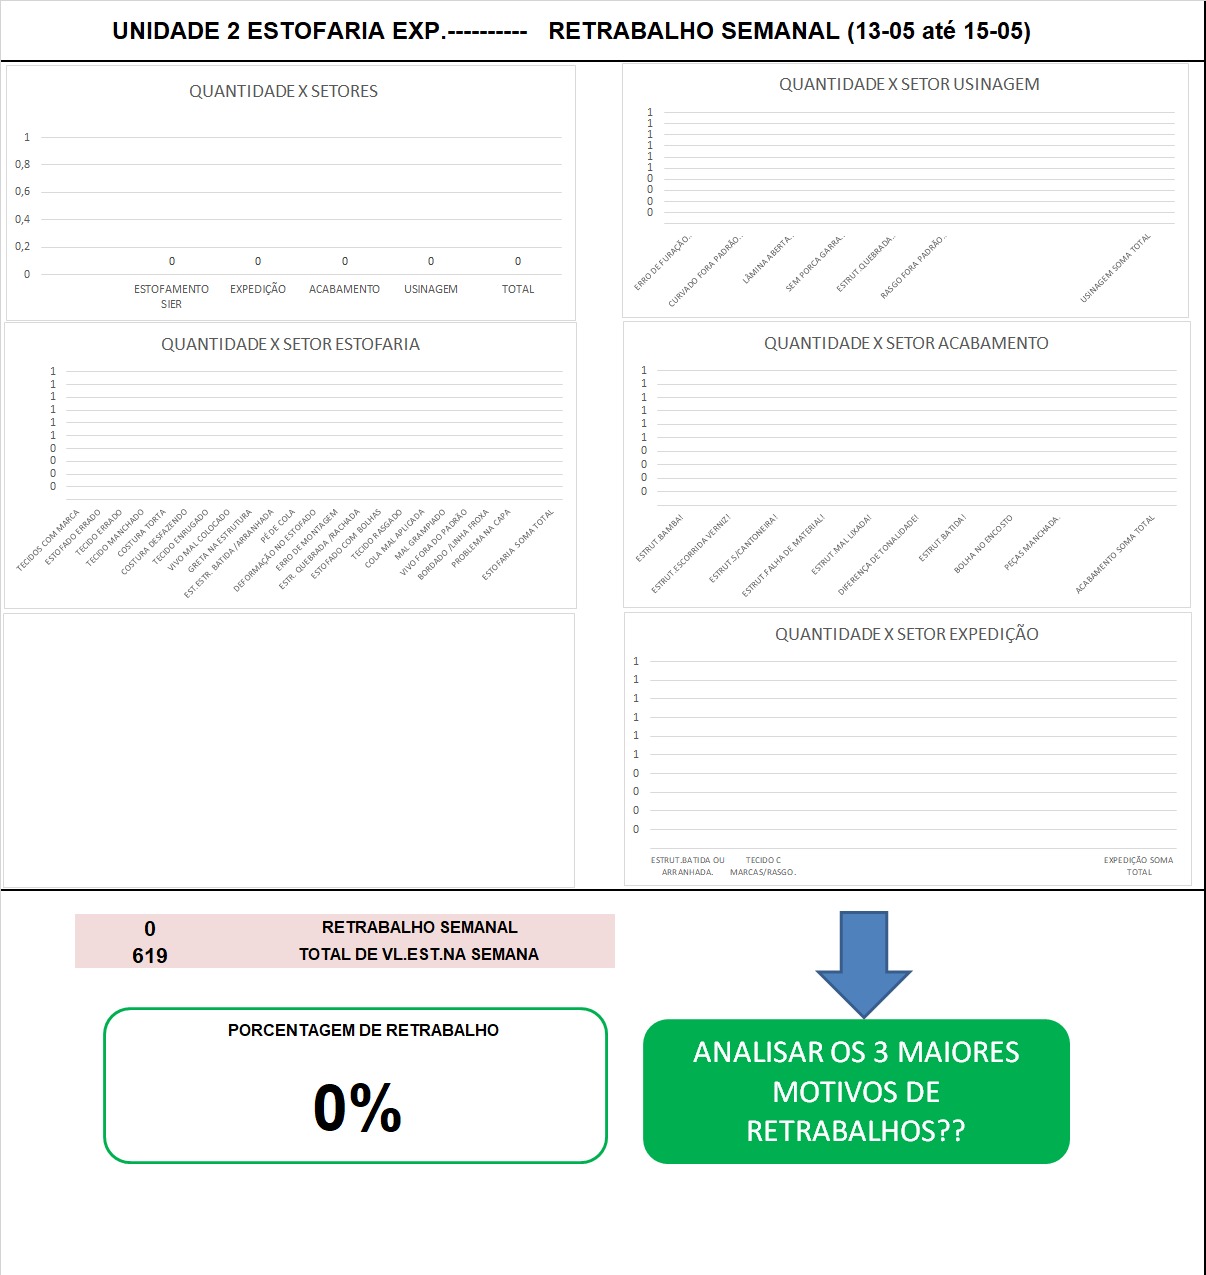 UNIDADE 2 ESTOFARIA EXP.---------- RETRABALHO SEMANAL (13-05 até 15-05)
QUANTIDADE X SETORES
1
0,8
0,6
0,4
0,2
0
0 0 0 0 0
ESTOFAMENTO SIER
EXPEDIÇÃO
ACABAMENTO
USINAGEM
TOTAL
QUANTIDADE X SETOR USINAGEM
1
1
1
1
1
1
0
0
0
0
ERRO DE FURAÇÃO..
CURVADO FORA PADRÃO..
LÂMINA ABERTA..
SEM PORCA GARRA..
ESTRUT.QUEBRADA..
RASGO FORA PADRÃO..
USINAGEM SOMA TOTAL
QUANTIDADE X SETOR ESTOFARIA
1
1
1
1
1
1
0
0
0
0
TECIDOS COM MARCA
ESTOFADO ERRADO
TECIDO ERRADO
TECIDO MANCHADO
COSTURA TORTA
COSTURA DESFAZENDO
TECIDO ENRUGADO
VIVO MAL COLOCADO
GRETA NA ESTRUTURA
EST.ESTR. BATIDA /ARRANHADA
PÉ DE COLA
DEFORMAÇÃO NO ESTOFADO
ERRO DE MONTAGEM
ESTR. QUEBRADA /RACHADA
ESTOFADO COM BOLHAS
TECIDO RASGADO
COLA MAL APLICADA
MAL GRAMPIADO
VIVO FORA DO PADRÃO
BORDADO /LINHA FROXA
PROBLEMA NA CAPA
ESTOFARIA SOMA TOTAL
QUANTIDADE X SETOR ACABAMENTO
1
1
1
1
1
1
0
0
0
0
ESTRUT.BAMBA!
ESTRUT.ESCORRIDA VERNIZ!
ESTRUT.S/CANTONEIRA!
ESTRUT.FALHA DE MATERIAL!
ESTRUT.MAL LIXADA!
DIFERENÇA DE TONALIDADE!
ESTRUT.BATIDA!
BOLHA NO ENCOSTO
PEÇAS MANCHADA.
ACABAMENTO SOMA TOTAL
QUANTIDADE X SETOR EXPEDIÇÃO
1
1
1
1
1
1
0
0
0
0
ESTRUT.BATIDA OU
ARRANHADA.
TECIDO C
MARCAS/RASGO.
EXPEDIÇÃO SOMA
TOTAL
0 RETRABALHO SEMANAL
619 TOTAL DE VL.EST.NA SEMANA
PORCENTAGEM DE RETRABALHO
0%
ANALISAR OS 3 MAIORES
MOTIVOS DE
RETRABALHOS??